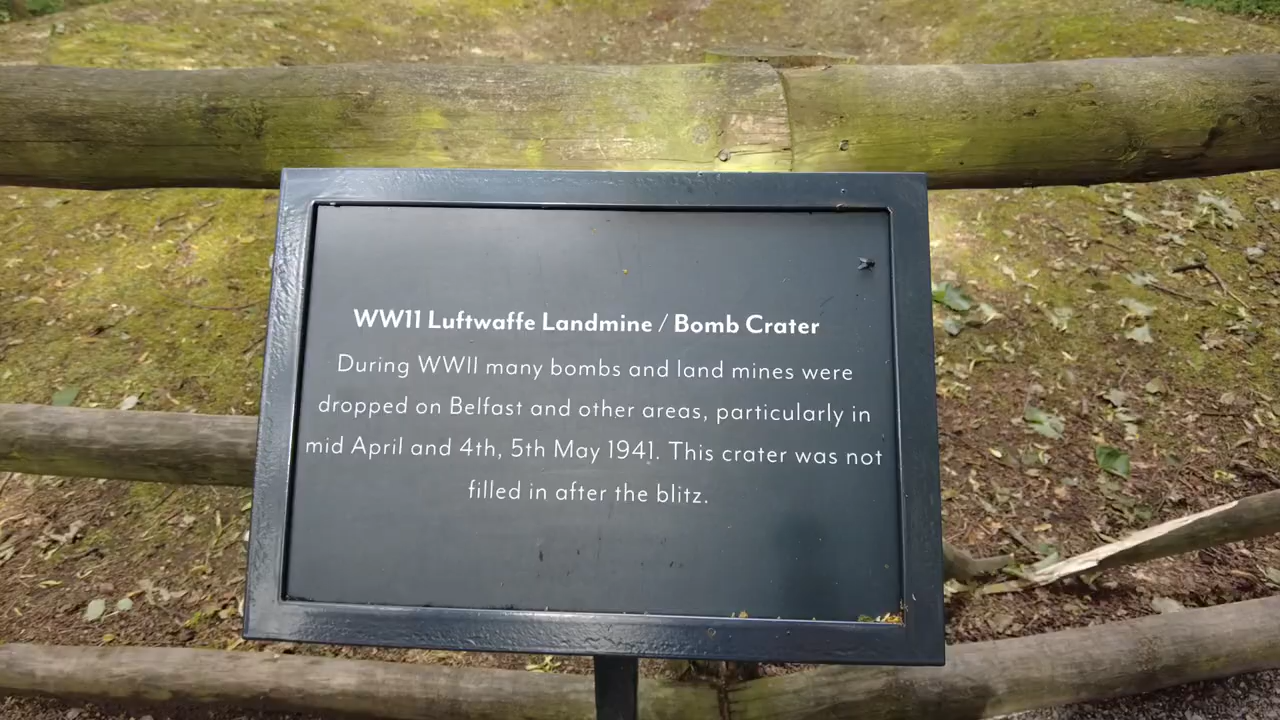 WW11 Luftwaffe Landmine / Bomb Crater
During WWII many bombs and land mines were
dropped on Belfast and other areas, particularly in
mid April and 4th, 5th May 1941. This crater was not
filled in after the blitz.